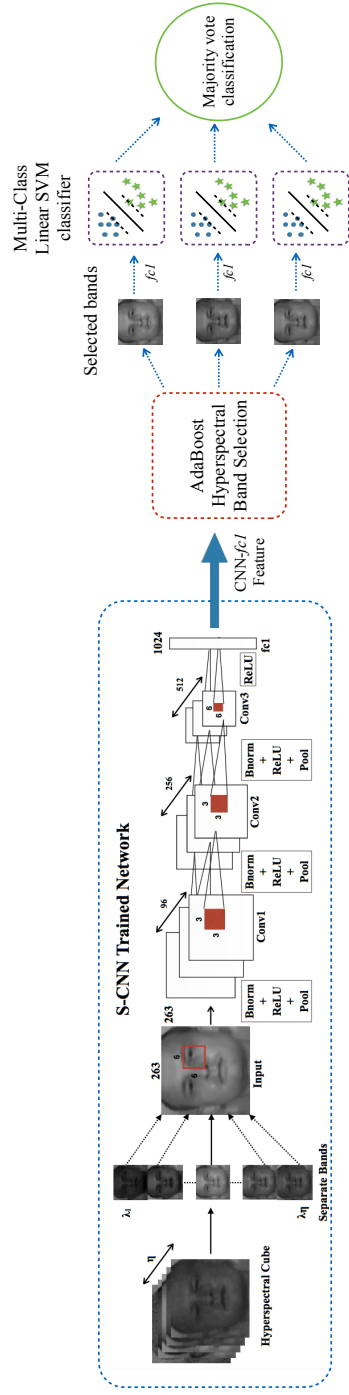 S-CNN Trained Network
η
Hyperspectral Cube
λ1
λη
Separate Bands
263
263
6
6
Input
96
3
3
Conv1
Bnorm
+
ReLU
+
Pool
256
3
3
Conv2
Bnorm
+
ReLU
+
Pool
512
6
6
Conv3
Bnorm
+
ReLU
+
Pool
ReLU
1024
fc1
CNN-fc1
Feature
AdaBoost
Hyperspectral
Band Selection
Selected bands
fc1
fc1
fc1
Multi-Class
Linear SVM
classifier
Majority vote
classification